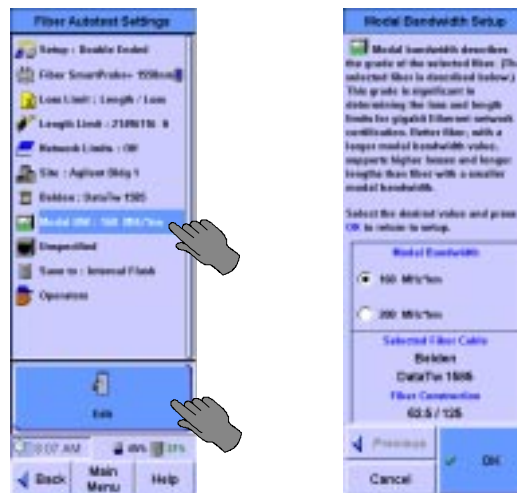 Fiber Autotest Settings
Setup : Double Ended
Fiber SmartProbe+ 1550nm
Loss Limit : Length / Loss
Length Limit :
Network Limits : Off
Site : Agilent Bldg 1
Belden : DataTw 1585
Modal BW : 160 MHz*km
Unspecified
Save to : Internal Flash
Operators
Edit
8:07 AM
Back
Main
Menu
Help
Modal Bandwidth Setup
Modal bandwidth describes
the grade of the selected fiber. (The
selected fiber is described below.)
This grade is significant in
determining the loss and length
limits for gigabit Ethernet network
certification. Better fiber, with a
larger modal bandwidth value,
supports higher losses and longer
lengths than fiber with a smaller
modal bandwidth.
Select the desired value and press
OK to return to setup.
Modal Bandwidth
160 MHz*km
200 MHz*km
Selected Fiber Cable
Belden
DataTw 1585
Fiber Construction
62.5 / 125
Previous
Cancel
OK